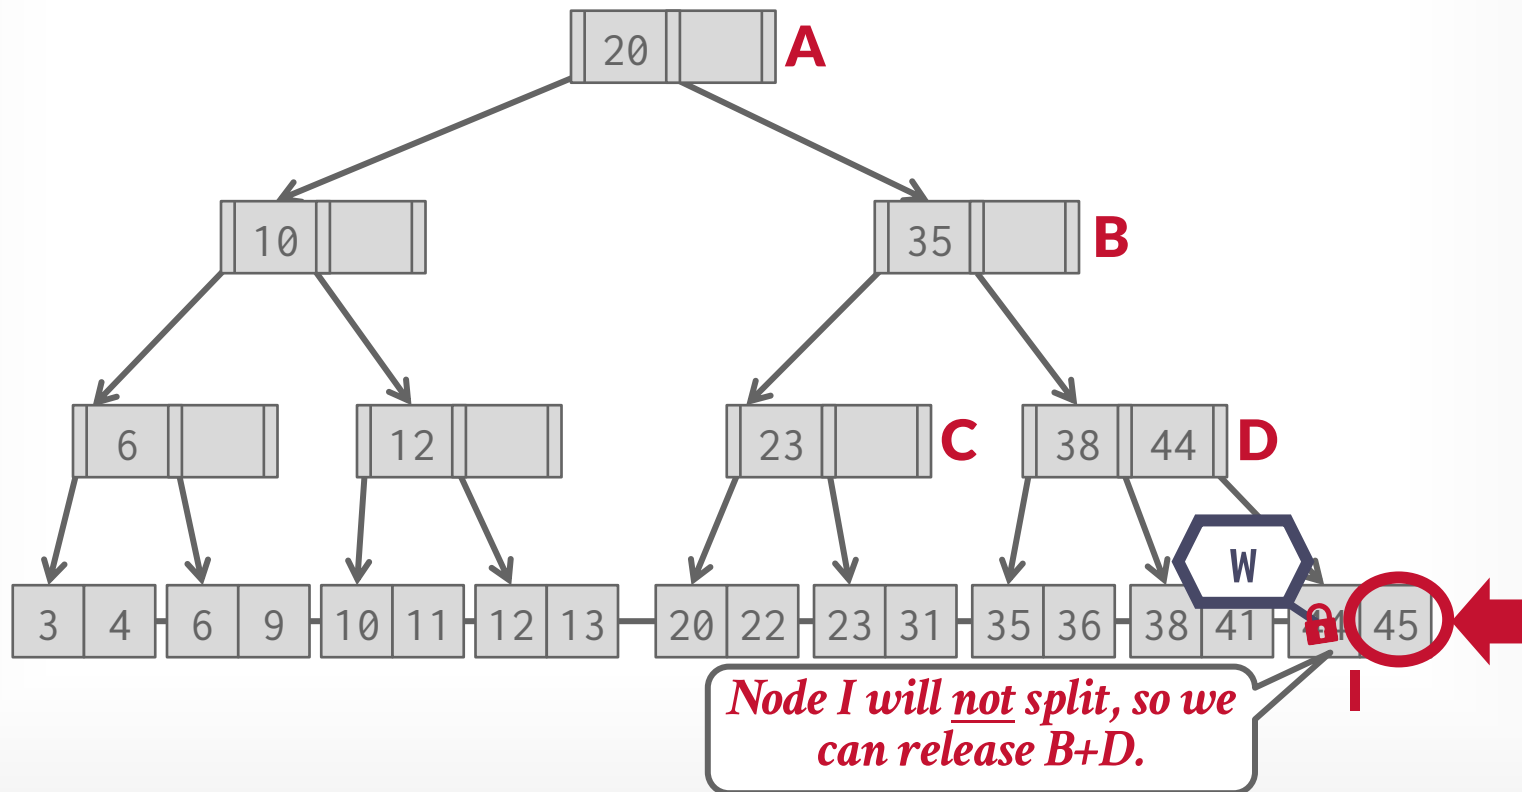 20 A
10 35 B
6 12 23 C 38 44 D
W
3 4 6 9 10 11 12 13 20 22 23 31 35 36 38 41 44 45
I
Node I will not split, so we
can release B+D.